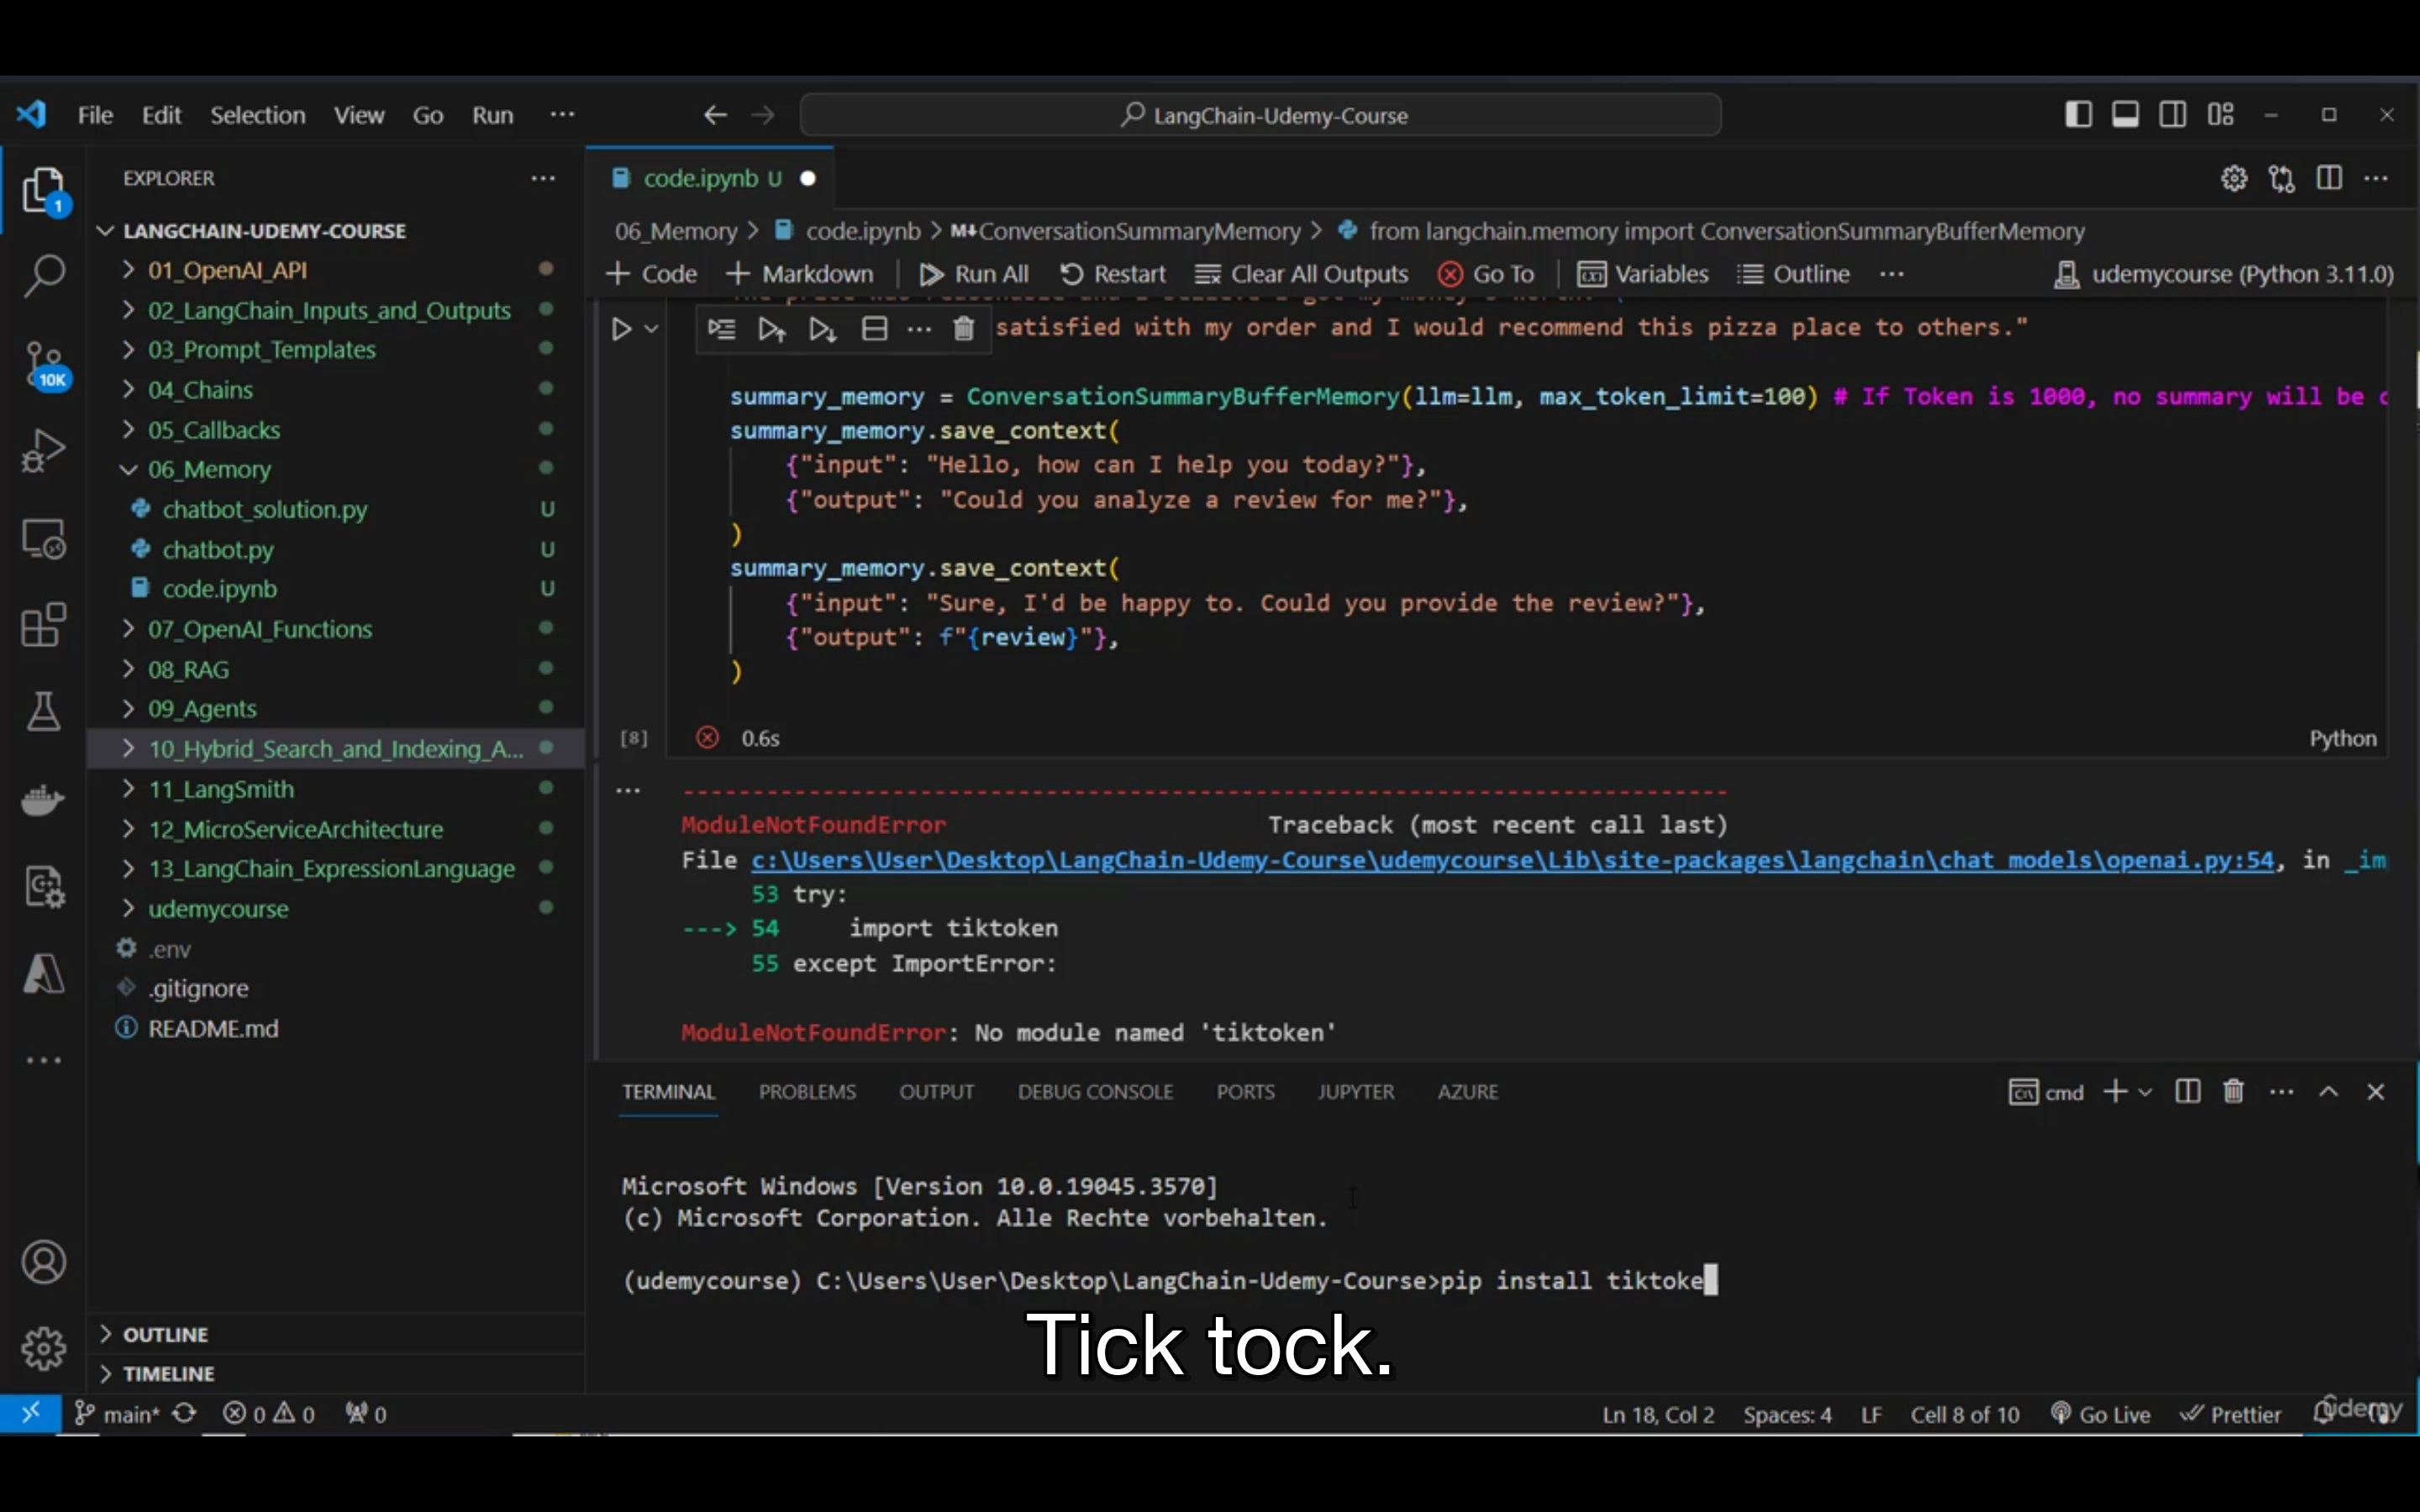 File Edit Selection View Go Run ··· LangChain-Udemy-Course
EXPLORER ···
1
10K
LANGCHAIN-UDEMY-COURSE
01_OpenAI_API
02_LangChain_Inputs_and_Outputs
03_Prompt_Templates
04_Chains
05_Callbacks
06_Memory
chatbot_solution.py U
chatbot.py U
code.ipynb U
07_OpenAI_Functions
08_RAG
09_Agents
10_Hybrid_Search_and_Indexing_A...
11_LangSmith
12_MicroServiceArchitecture
13_LangChain_ExpressionLanguage
udemycourse
.env
.gitignore
README.md
OUTLINE
TIMELINE
code.ipynb U
06_Memory > code.ipynb > M↓ConversationSummaryMemory > from langchain.memory import ConversationSummaryBufferMemory
+ Code + Markdown | Run All Restart Clear All Outputs Go To | Variables Outline ··· udemycourse (Python 3.11.0)
satisfied with my order and I would recommend this pizza place to others."
summary_memory = ConversationSummaryBufferMemory(llm=llm, max_token_limit=100) # If Token is 1000, no summary will be
summary_memory.save_context(
{"input": "Hello, how can I help you today?"},
{"output": "Could you analyze a review for me?"},
)
summary_memory.save_context(
{"input": "Sure, I'd be happy to. Could you provide the review?"},
{"output": f"{review}"},
)
[8] 0.6s Python
---------------------------------------------------------------------------
ModuleNotFoundError Traceback (most recent call last)
File c:\Users\User\Desktop\LangChain-Udemy-Course\udemycourse\Lib\site-packages\langchain\chat_models\openai.py:54, in _im
53 try:
---> 54 import tiktoken
55 except ImportError:
ModuleNotFoundError: No module named 'tiktoken'
TERMINAL PROBLEMS OUTPUT DEBUG CONSOLE PORTS JUPYTER AZURE cmd
Microsoft Windows [Version 10.0.19045.3570]
(c) Microsoft Corporation. Alle Rechte vorbehalten.
(udemycourse) C:\Users\User\Desktop\LangChain-Udemy-Course>pip install tiktoke
Tick tock.
main* 0 0 0 Ln 18, Col 2 Spaces: 4 LF Cell 8 of 10 Go Live Prettier
udemy